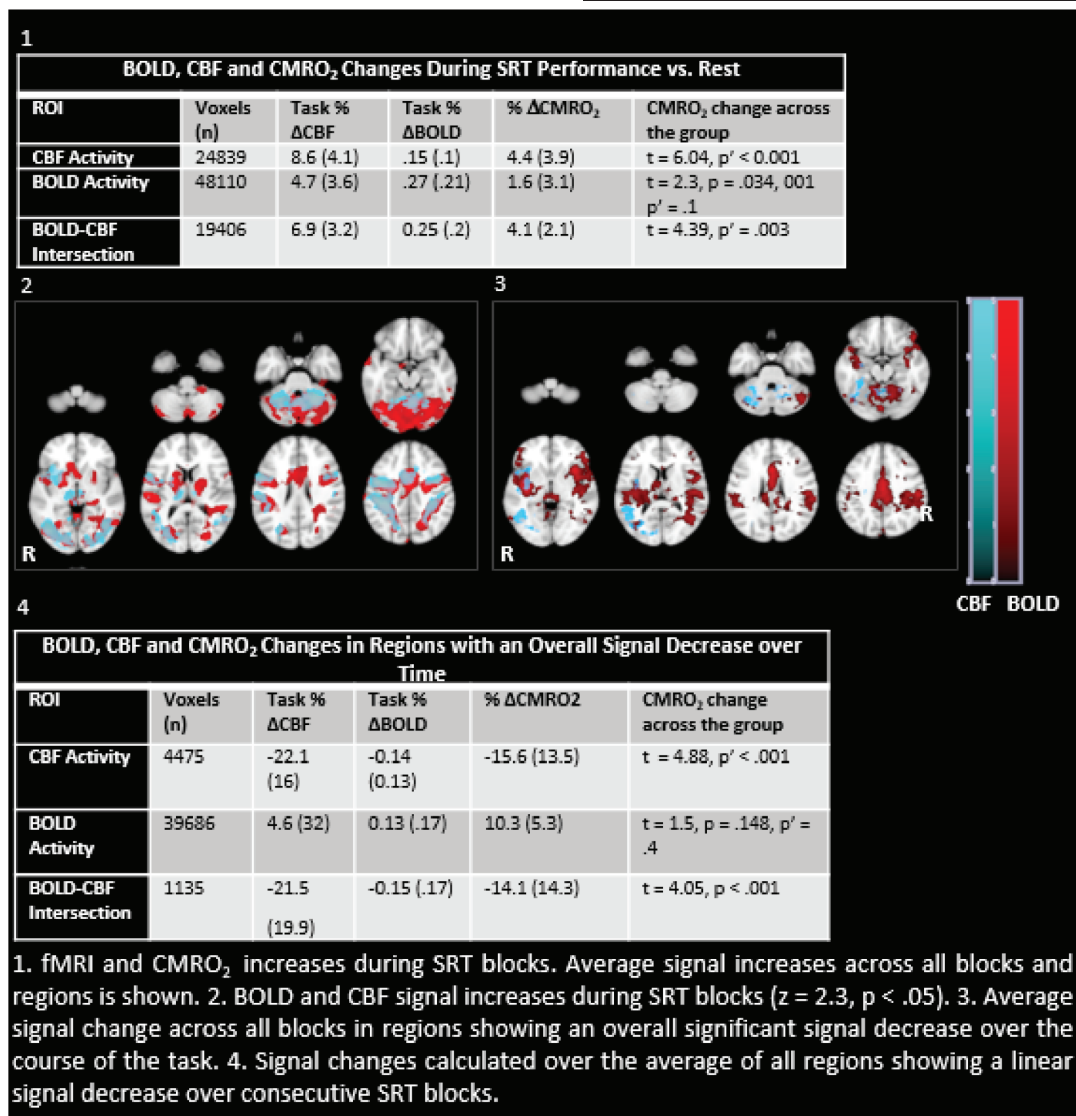 1
BOLD, CBF and CMRO₂ Changes During SRT Performance vs. Rest
ROI Voxels (n) Task % ΔCBF Task % ΔBOLD % ΔCMRO₂ CMRO₂ change across the group
CBF Activity 24839 8.6 (4.1) .15 (.1) 4.4 (3.9) t = 6.04, p′ < 0.001
BOLD Activity 48110 4.7 (3.6) .27 (.21) 1.6 (3.1) t = 2.3, p = .034, 001 p′ = .1
BOLD-CBF Intersection 19406 6.9 (3.2) 0.25 (.2) 4.1 (2.1) t = 4.39, p′ = .003
2
3
R
R
R
CBF BOLD
4
BOLD, CBF and CMRO₂ Changes in Regions with an Overall Signal Decrease over
Time
ROI Voxels (n) Task % ΔCBF Task % ΔBOLD % ΔCMRO2 CMRO₂ change across the group
CBF Activity 4475 -22.1 (16) -0.14 (0.13) -15.6 (13.5) t = 4.88, p′ < .001
BOLD Activity 39686 4.6 (32) 0.13 (.17) 10.3 (5.3) t = 1.5, p = .148, p′ = .4
BOLD-CBF Intersection 1135 -21.5 (19.9) -0.15 (.17) -14.1 (14.3) t = 4.05, p < .001
1. fMRI and CMRO₂ increases during SRT blocks. Average signal increases across all blocks and
regions is shown. 2. BOLD and CBF signal increases during SRT blocks (z = 2.3, p < .05). 3. Average
signal change across all blocks in regions showing an overall significant signal decrease over the
course of the task. 4. Signal changes calculated over the average of all regions showing a linear
signal decrease over consecutive SRT blocks.